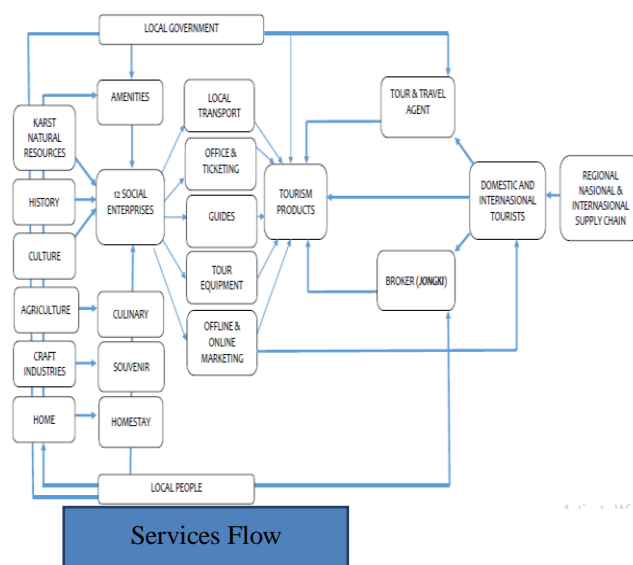 LOCAL GOVERNMENT
AMENITIES
LOCAL
TRANSPORT
TOUR & TRAVEL
AGENT
KARST
NATURAL
RESOURCES
OFFICE &
TICKETING
12 SOCIAL
ENTERPRISES
TOURISM
PRODUCTS
DOMESTIC AND
INTERNASIONAL
TOURISTS
REGIONAL
NASIONAL &
INTERNASIONAL
SUPPLY CHAIN
HISTORY
GUIDES
CULTURE
TOUR
EQUIPMENT
BROKER (JONGKI)
AGRICULTURE
CULINARY
OFFLINE &
ONLINE
MARKETING
CRAFT
INDUSTRIES
SOUVENIR
HOME
HOMESTAY
LOCAL PEOPLE
Services Flow